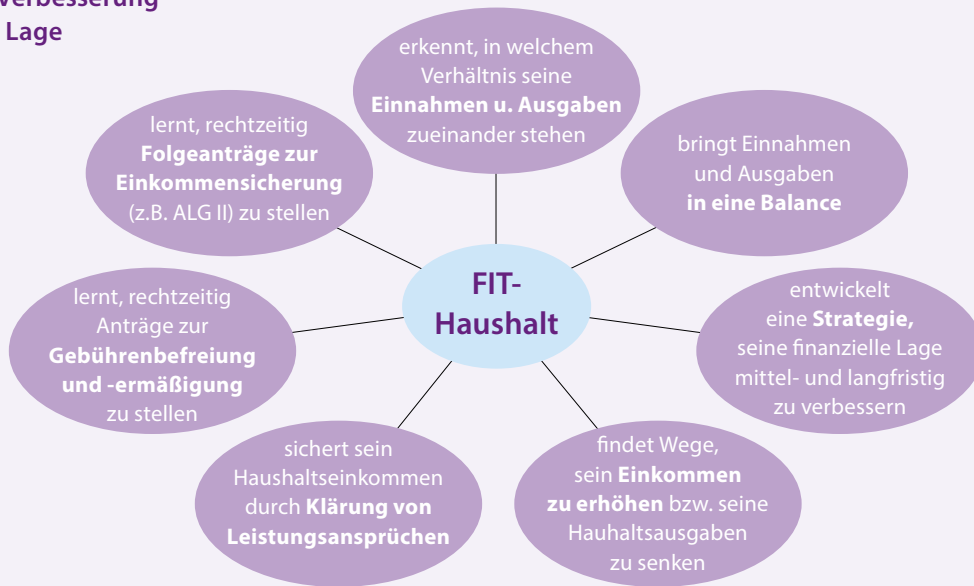 Verbesserung
Lage
erkennt, in welchem
Verhältnis seine
Einnahmen u. Ausgaben
zueinander stehen
bringt Einnahmen
und Ausgaben
in eine Balance
entwickelt
eine Strategie,
seine finanzielle Lage
mittel- und langfristig
zu verbessern
findet Wege,
sein Einkommen
zu erhöhen bzw. seine
Hauhaltsausgaben
zu senken
sichert sein
Haushaltseinkommen
durch Klärung von
Leistungsansprüchen
lernt, rechtzeitig
Anträge zur
Gebührenbefreiung
und -ermäßigung
zu stellen
lernt, rechtzeitig
Folgeanträge zur
Einkommensicherung
(z.B. ALG II) zu stellen
FIT-
Haushalt